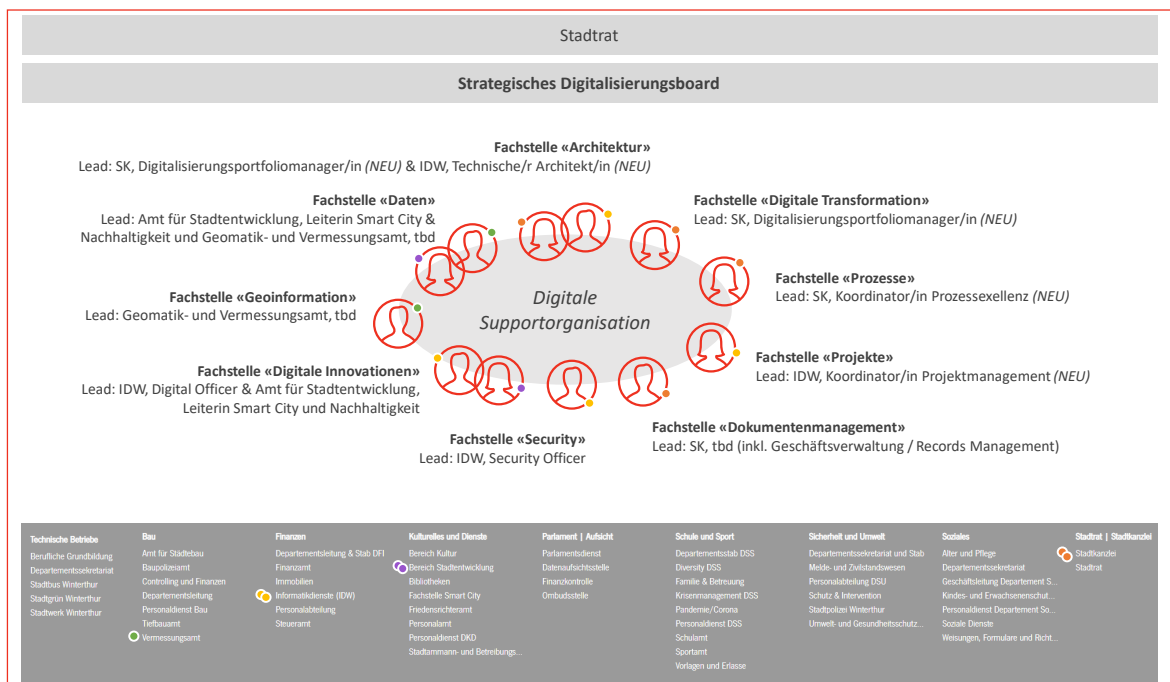 Stadtrat
Strategisches Digitalisierungsboard
Fachstelle «Architektur»
Lead: SK, Digitalisierungsportfoliomanager/in (NEU) & IDW, Technische/r Architekt/in (NEU)
Fachstelle «Daten»
Lead: Amt für Stadtentwicklung, Leiterin Smart City &
Nachhaltigkeit und Geomatik- und Vermessungsamt, tbd
Fachstelle «Digitale Transformation»
Lead: SK, Digitalisierungsportfoliomanager/in (NEU)
Fachstelle «Geoinformation»
Lead: Geomatik- und Vermessungsamt, tbd
Digitale
Supportorganisation
Fachstelle «Prozesse»
Lead: SK, Koordinator/in Prozessexellenz (NEU)
Fachstelle «Digitale Innovationen»
Lead: IDW, Digital Officer & Amt für Stadtentwicklung,
Leiterin Smart City und Nachhaltigkeit
Fachstelle «Projekte»
Lead: IDW, Koordinator/in Projektmanagement (NEU)
Fachstelle «Security»
Lead: IDW, Security Officer
Fachstelle «Dokumentenmanagement»
Lead: SK, tbd (inkl. Geschäftsverwaltung / Records Management)
Technische Betriebe
Berufliche Grundbildung
Departementssekretariat
Stadtbus Winterthur
Stadtgrün Winterthur
Stadtwerk Winterthur
Bau
Amt für Städtebau
Baupolizeiamt
Controlling und Finanzen
Departementsleitung
Personaldienst Bau
Tiefbauamt
Vermessungsamt
Finanzen
Departementsleitung & Stab DFI
Finanzamt
Immobilien
Informatikdienste (IDW)
Personalabteilung
Steueramt
Kulturelles und Dienste
Bereich Kultur
Bereich Stadtentwicklung
Bibliotheken
Fachstelle Smart City
Friedensrichteramt
Personalamt
Personaldienst DKD
Stadtammann- und Betreibungs...
Parlament | Aufsicht
Parlamentsdienst
Datenaufsichtsstelle
Finanzkontrolle
Ombudsstelle
Schule und Sport
Departementsstab DSS
Diversity DSS
Familie & Betreuung
Krisenmanagement DSS
Pandemie/Corona
Personaldienst DSS
Schulamt
Sportamt
Vorlagen und Erlasse
Sicherheit und Umwelt
Departementssekretariat und Stab
Melde- und Zivilstandswesen
Personalabteilung DSU
Schutz & Intervention
Stadtpolizei Winterthur
Umwelt- und Gesundheitsschutz...
Soziales
Alter und Pflege
Departementssekretariat
Geschäftsleitung Departement S...
Kindes- und Erwachsenenschut...
Personaldienst Departement So...
Soziale Dienste
Weisungen, Formulare und Richt...
Stadtrat | Stadtkanzlei
Stadtkanzlei
Stadtrat